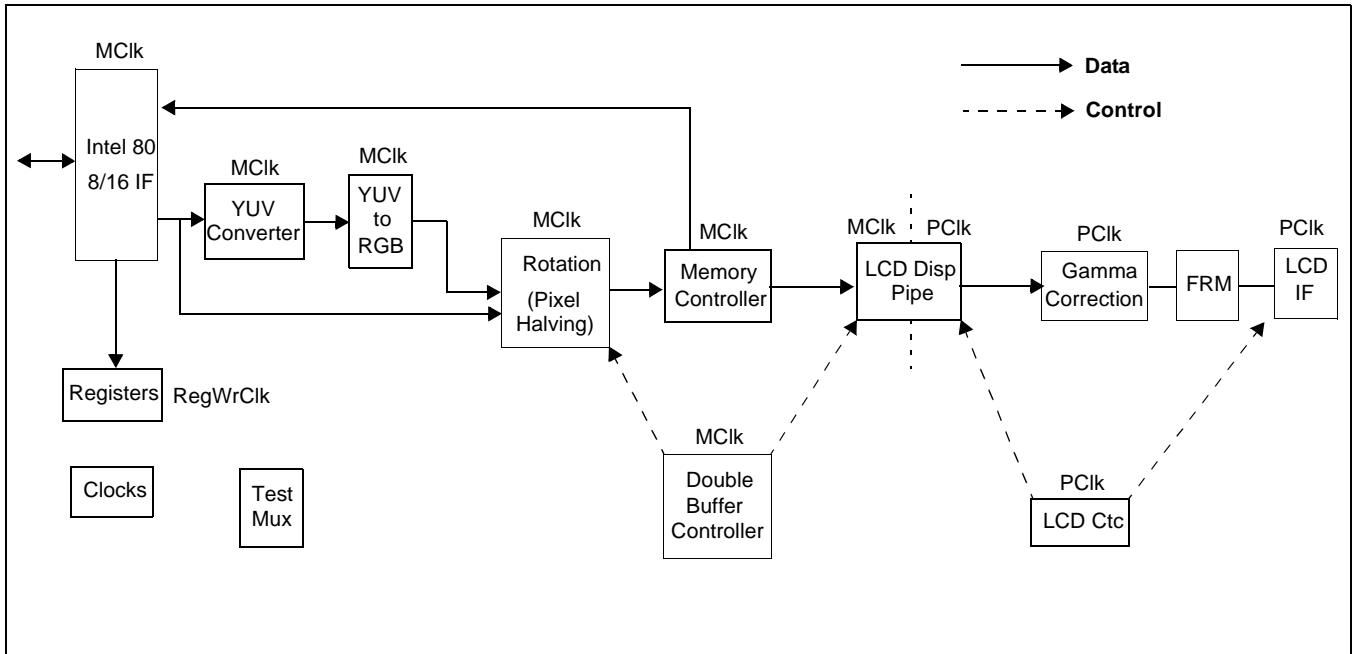 MClk
Intel 80
8/16 IF
Data
Control
MClk
YUV
Converter
MClk
YUV
to
RGB
MClk
Rotation
(Pixel
Halving)
MClk
Memory
Controller
MClk
PClk
LCD Disp
Pipe
PClk
Gamma
Correction
FRM
PClk
LCD
IF
Registers
RegWrClk
Clocks
Test
Mux
MClk
Double
Buffer
Controller
PClk
LCD Ctc